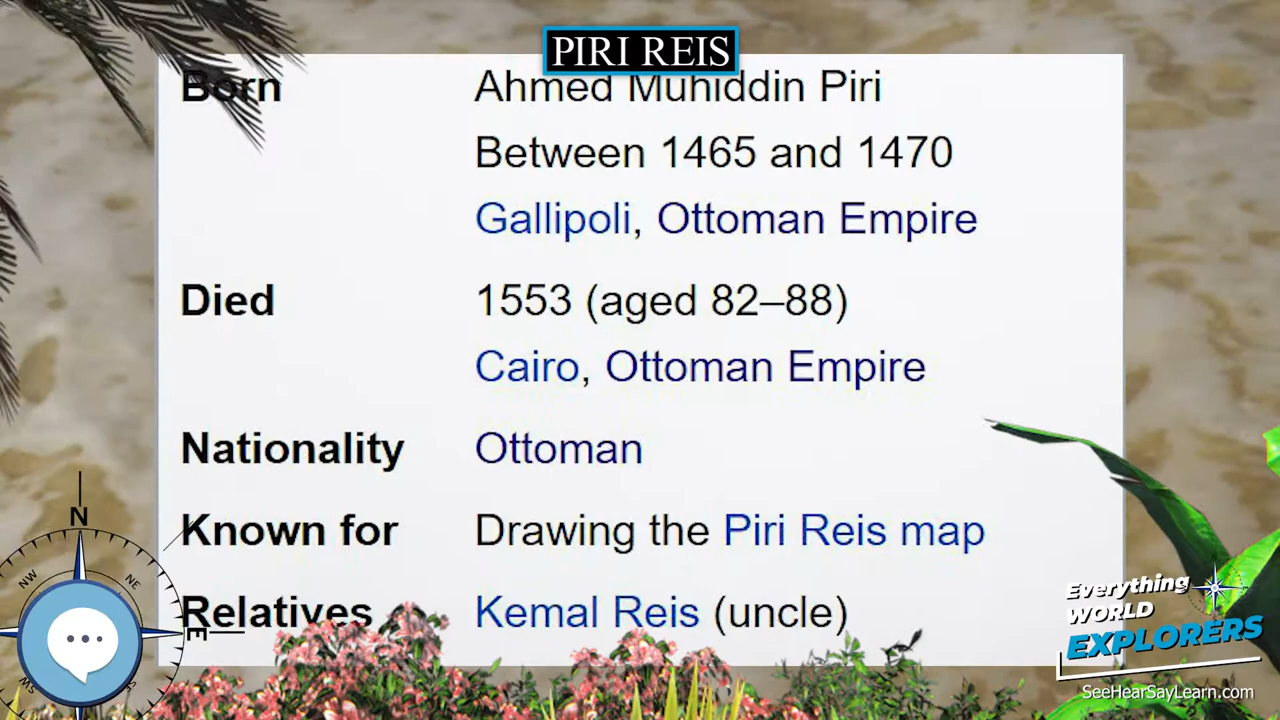 PIRI REIS
Born Ahmed Muhiddin Piri
Between 1465 and 1470
Gallipoli, Ottoman Empire
Died 1553 (aged 82–88)
Cairo, Ottoman Empire
Nationality Ottoman
Known for Drawing the Piri Reis map
Relatives Kemal Reis (uncle)
N
NW
NE
E
SW
Everything
WORLD
EXPLORERS
SeeHearSayLearn.com